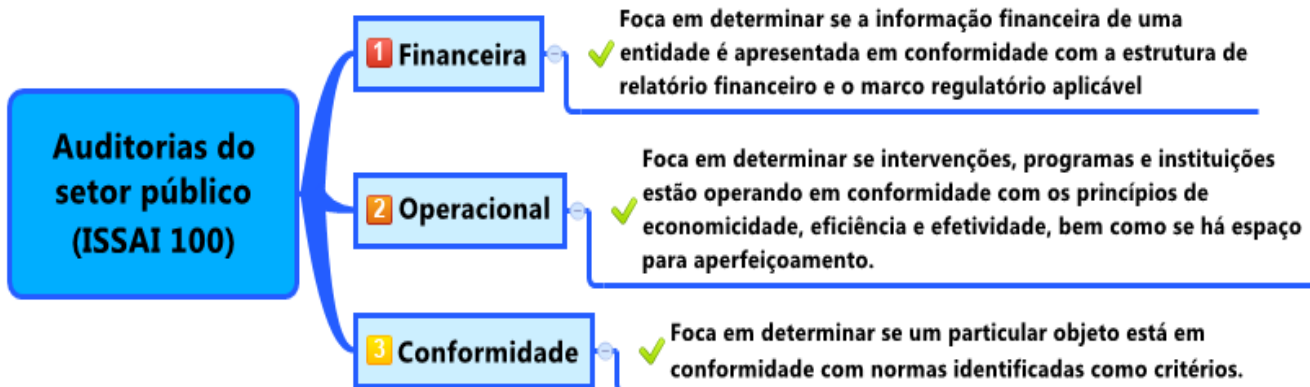 Auditorias do
setor público
(ISSAI 100)
1 Financeira
Foca em determinar se a informação financeira de uma
entidade é apresentada em conformidade com a estrutura de
relatório financeiro e o marco regulatório aplicável
2 Operacional
Foca em determinar se intervenções, programas e instituições
estão operando em conformidade com os princípios de
economicidade, eficiência e efetividade, bem como se há espaço
para aperfeiçoamento.
3 Conformidade
Foca em determinar se um particular objeto está em
conformidade com normas identificadas como critérios.